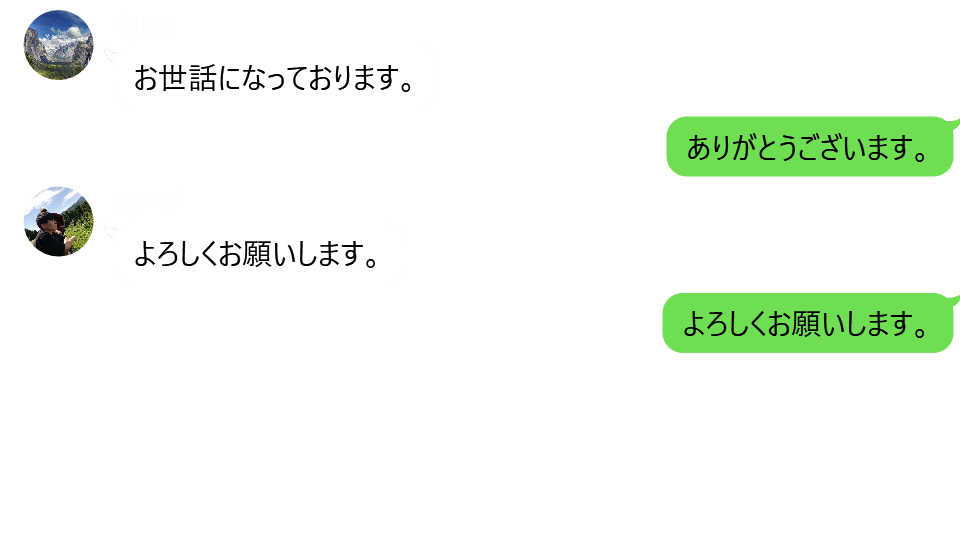 お世話になっております。
ありがとうございます。
よろしくお願いします。
よろしくお願いします。